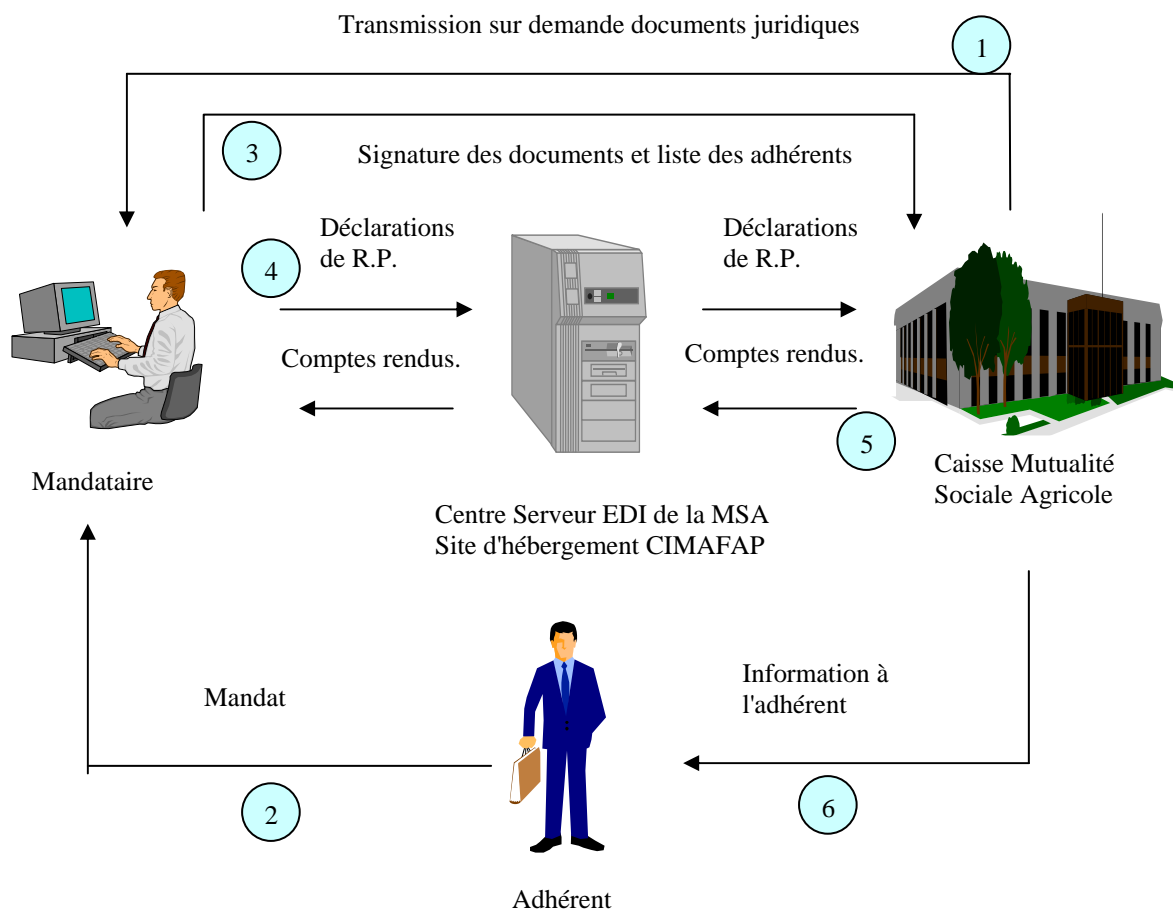 Transmission sur demande documents juridiques
1
3
Signature des documents et liste des adhérents
4
Déclarations
de R.P.
Déclarations
de R.P.
Comptes rendus.
Comptes rendus.
5
Mandataire
Caisse Mutualité
Sociale Agricole
Centre Serveur EDI de la MSA
Site d'hébergement CIMAFAP
Mandat
Information à
l'adhérent
2
6
Adhérent